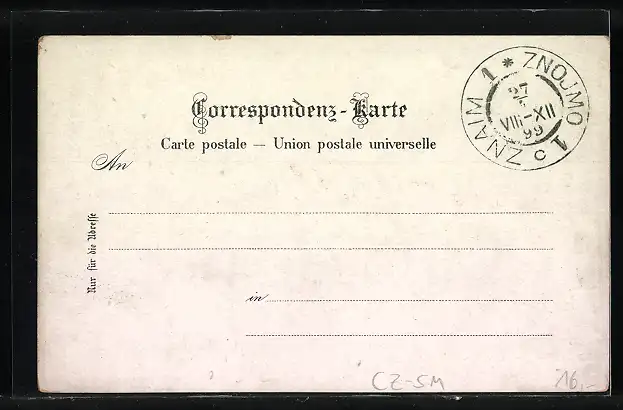 ZNAIM 1 * ZNOJMO 1 c
27
VIII-XII
99
Correspondenz-Karte
Carte postale — Union postale universelle
An
Nur für die Adresse
in
CZ-SM
16,-